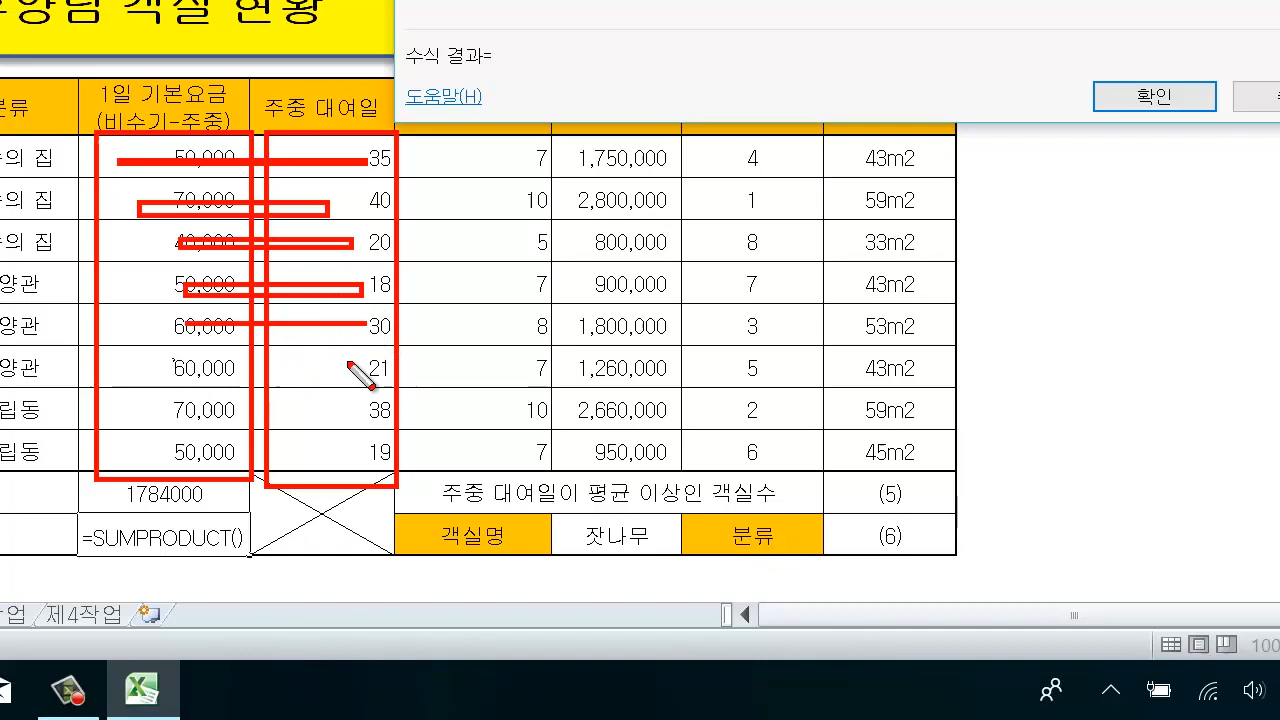 객실 현황
수식 결과=
도움말(H)
확인
분류 1일 기본요금 주중 대여일
(비수기-주중)
의 집 50,000 35 7 1,750,000 4 43m2
의 집 70,000 40 10 2,800,000 1 59m2
의 집 40,000 20 5 800,000 8 33m2
양관 50,000 18 7 900,000 7 43m2
양관 60,000 30 8 1,800,000 3 53m2
양관 60,000 21 7 1,260,000 5 43m2
립동 70,000 38 10 2,660,000 2 59m2
립동 50,000 19 7 950,000 6 45m2
1784000 주중 대여일이 평균 이상인 객실수 (5)
=SUMPRODUCT() 객실명 잣나무 분류 (6)
업 제4작업
100